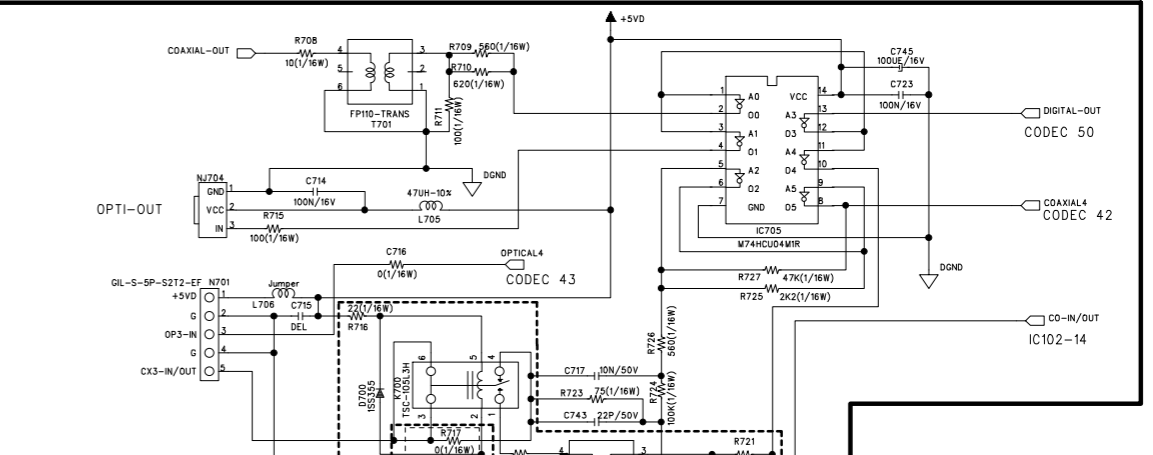 +5VD
COAXIAL-OUT
R708
10(1/16W)
4
5
6
3
2
1
FP110-TRANS
T701
R709 560(1/16W)
R710
620(1/16W)
R711
100(1/16W)
DGND
C745
100UE/16V
C723
100N/16V
1
2
3
4
5
6
7
A0
O0
A1
O1
A2
O2
GND
VCC
A3
O3
A4
O4
A5
O5
14
13
12
11
10
9
8
IC705
M74HCU04M1R
DIGITAL-OUT
CODEC 50
COAXIAL4
CODEC 42
DGND
NJ704
OPTI-OUT
GND
VCC
IN
1
2
3
C714
100N/16V
R715
100(1/16W)
47UH-10%
L705
C716
0(1/16W)
OPTICAL4
CODEC 43
R727 47K(1/16W)
R725 2K2(1/16W)
GIL-S-5P-S2T2-EF N701
+5VD
G
OP3-IN
G
CX3-IN/OUT
1
2
3
4
5
Jumper
L706
C715
DEL
22(1/16W)
R716
D700
1SS355
K700
TSC-105L3H
6
5
4
3
2
1
R717
0(1/16W)
C717 10N/50V
R723 75(1/16W)
C743 22P/50V
R726
560(1/16W)
R724
100K(1/16W)
4
3
R721
CO-IN/OUT
IC102-14